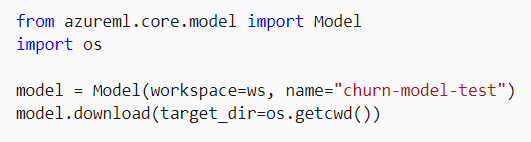 from azureml.core.model import Model
import os
model = Model(workspace=ws, name="churn-model-test")
model.download(target_dir=os.getcwd())